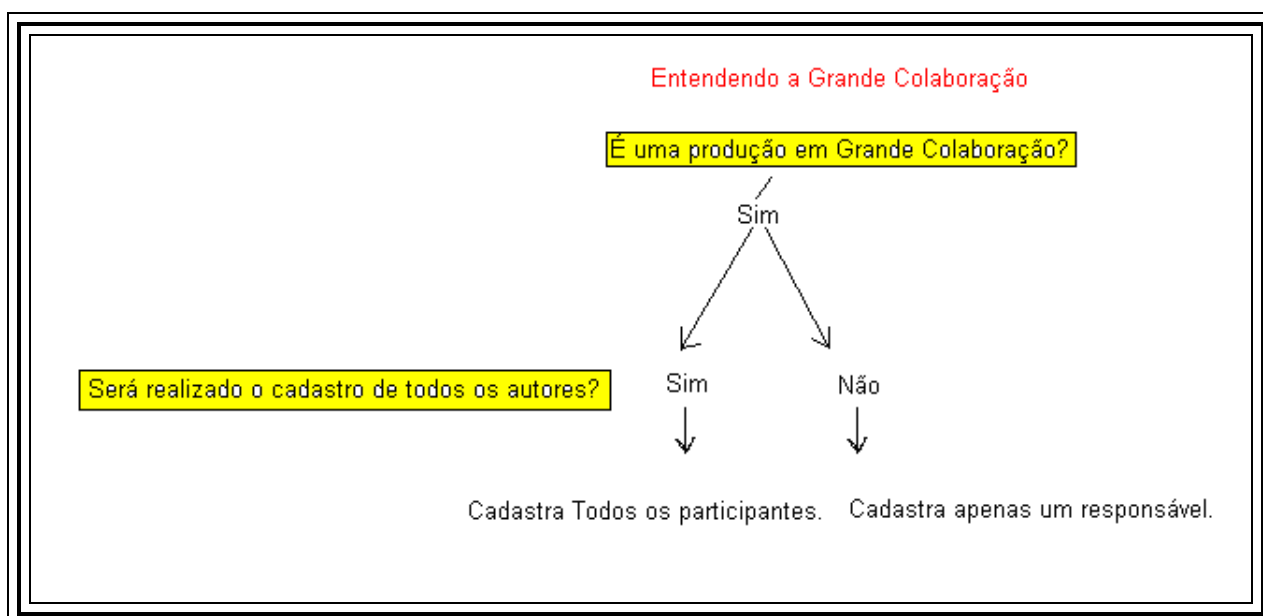 Entendendo a Grande Colaboração
É uma produção em Grande Colaboração?
Sim
Será realizado o cadastro de todos os autores?
Sim
Não
Cadastra Todos os participantes.
Cadastra apenas um responsável.